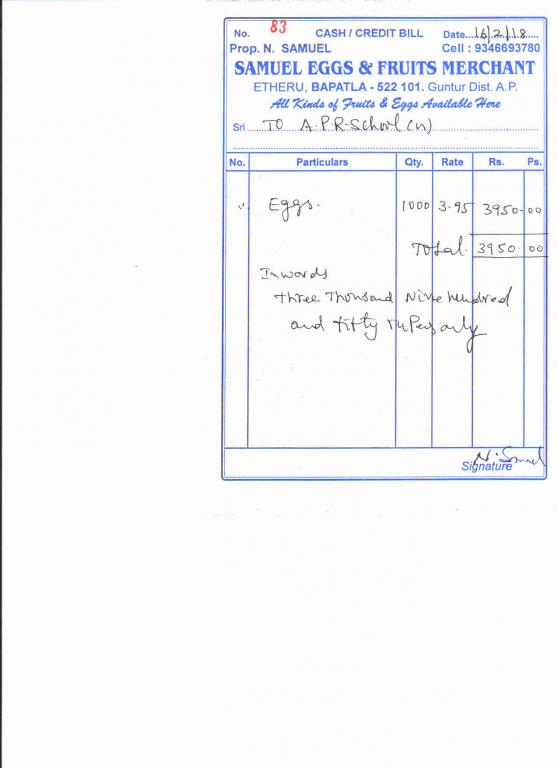 No. 83 CASH / CREDIT BILL Date...16/2/18.....
Prop. N. SAMUEL Cell : 9346693780
SAMUEL EGGS & FRUITS MERCHANT
ETHERU, BAPATLA - 522 101. Guntur Dist. A.P.
All Kinds of Fruits & Eggs Available Here
Sri TO A.P.R-School (N)
No. Particulars Qty. Rate Rs. Ps.
Eggs. 1000 3-95 3950-00
Total. 3950.00
In words
three Thousand Nine hundred
and fifty ruPees only
N. Samuel
Signature